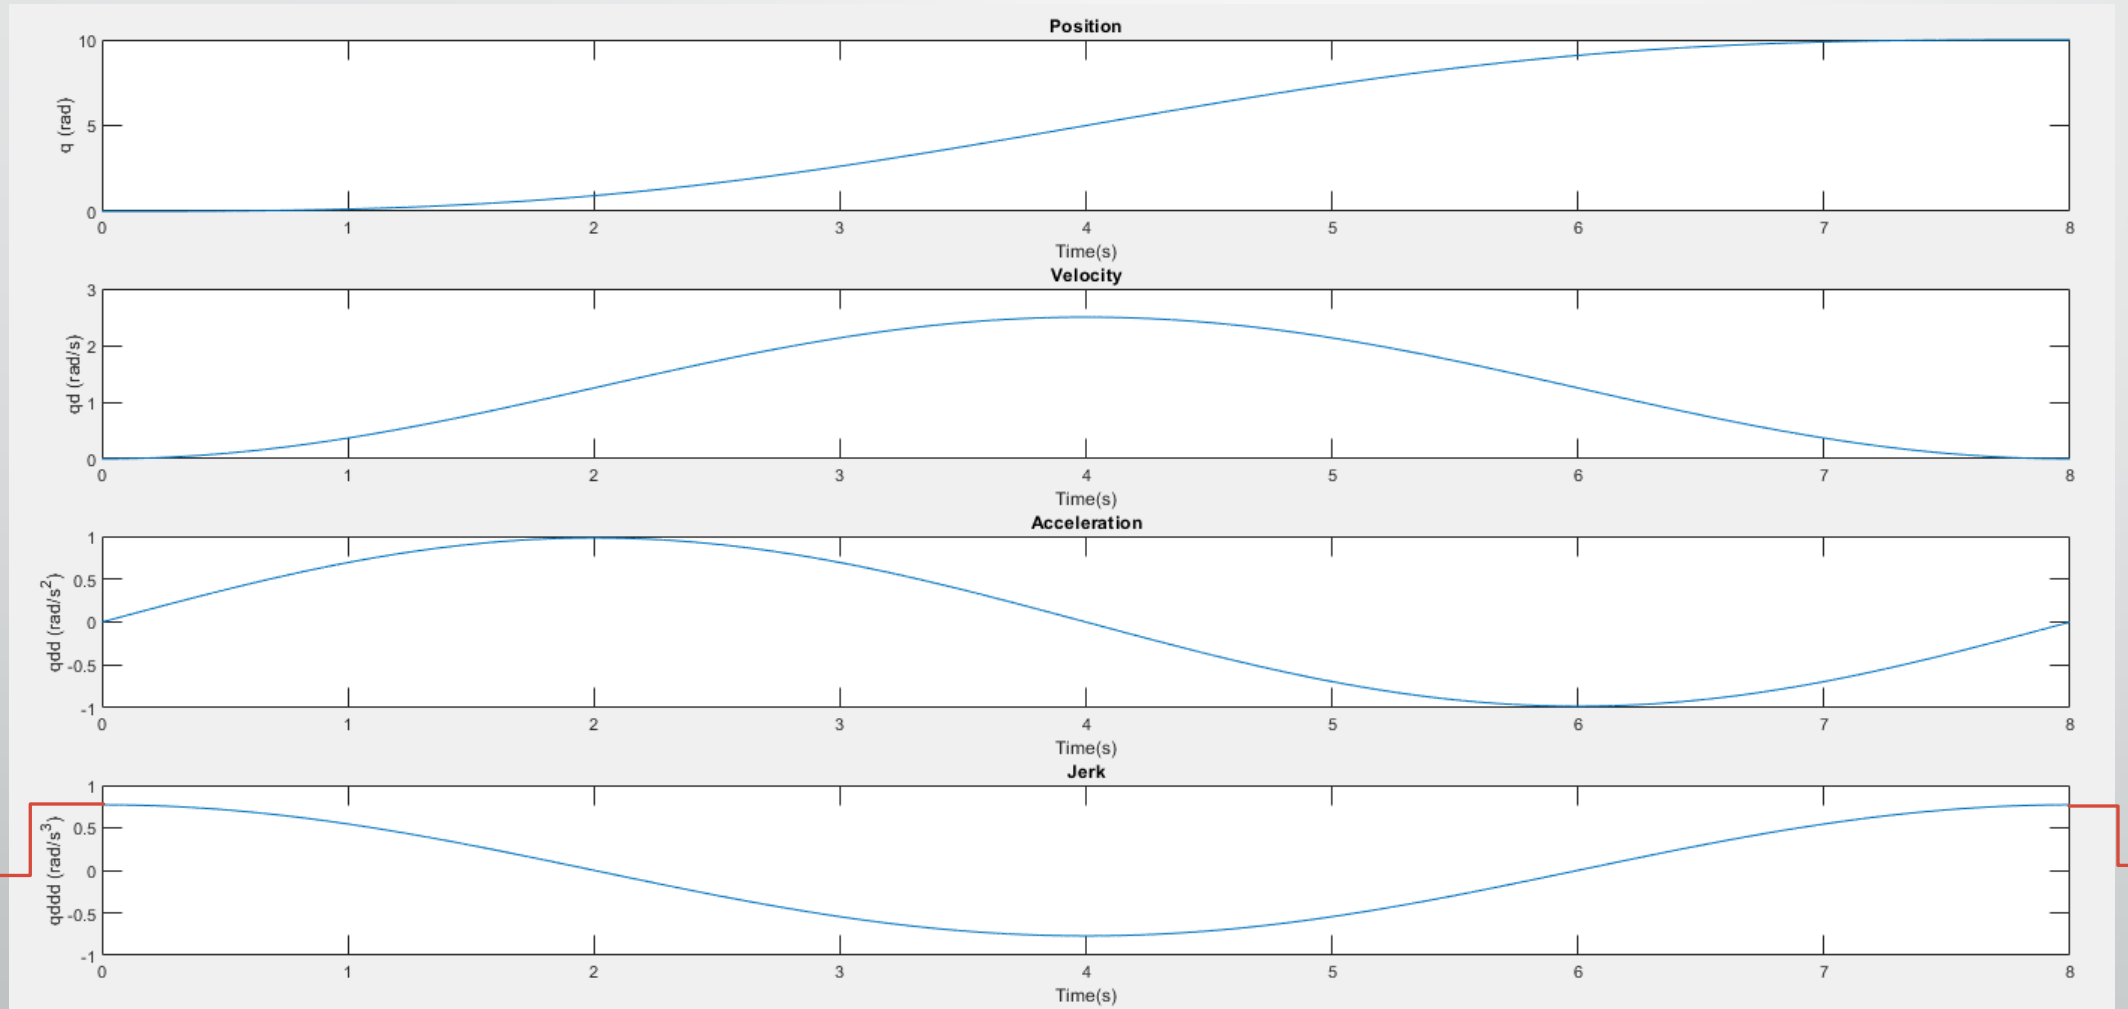 Position
10
5
0
q (rad)
0 1 2 3 4 5 6 7 8
Time(s)
Velocity
3
2
1
0
qd (rad/s)
0 1 2 3 4 5 6 7 8
Time(s)
Acceleration
1
0.5
0
-0.5
-1
qdd (rad/s²)
0 1 2 3 4 5 6 7 8
Time(s)
Jerk
1
0.5
0
-0.5
-1
qddd (rad/s³)
0 1 2 3 4 5 6 7 8
Time(s)